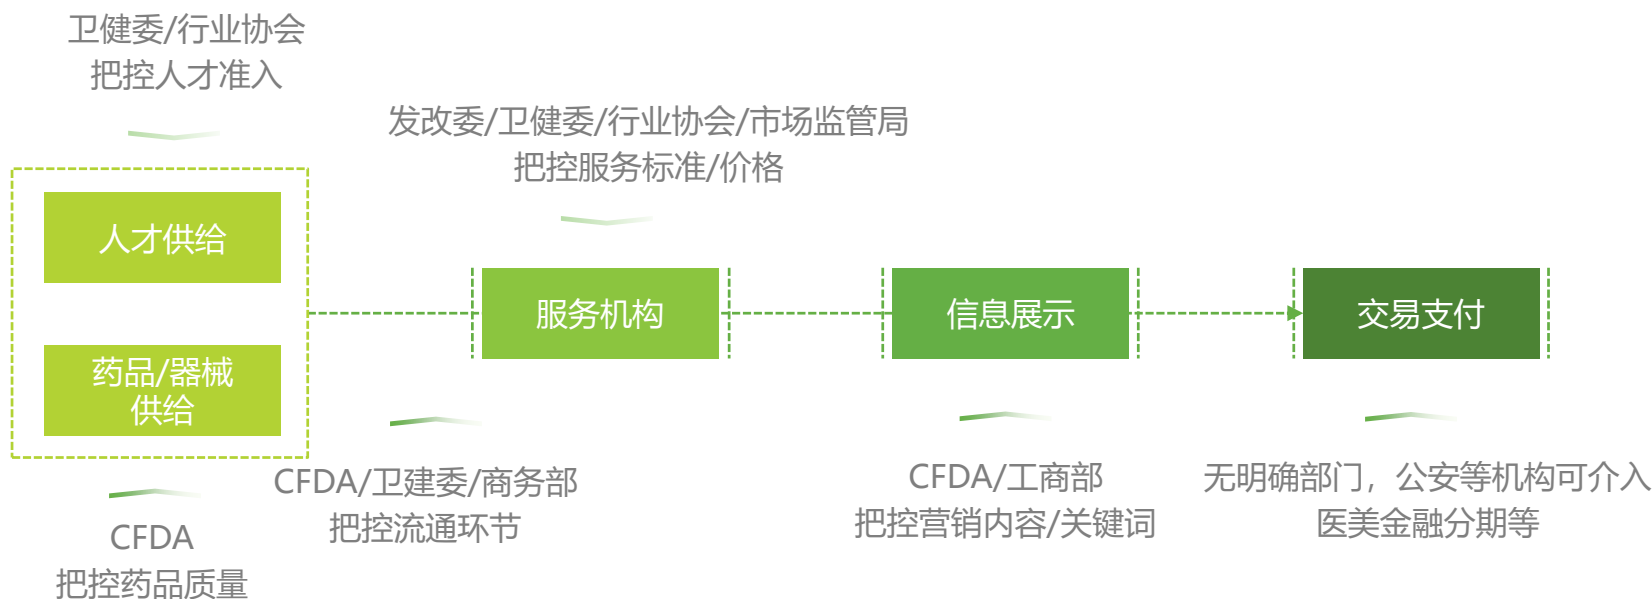 卫健委/行业协会
把控人才准入
发改委/卫健委/行业协会/市场监管局
把控服务标准/价格
人才供给
药品/器械
供给
服务机构
信息展示
交易支付
CFDA
把控药品质量
CFDA/卫建委/商务部
把控流通环节
CFDA/工商部
把控营销内容/关键词
无明确部门，公安等机构可介入
医美金融分期等